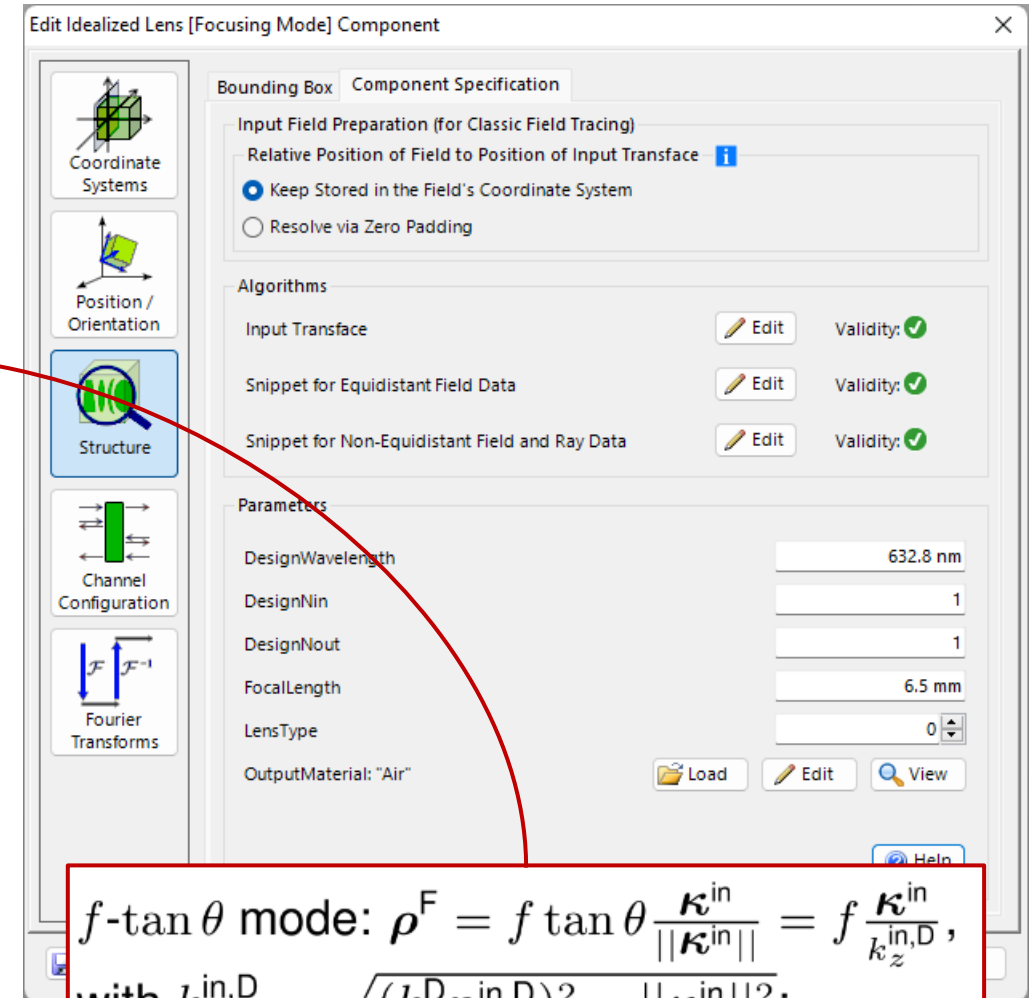 Edit Idealized Lens [Focusing Mode] Component
Coordinate
Systems
Position /
Orientation
Structure
Channel
Configuration
ℱ ℱ⁻¹
Fourier
Transforms
Bounding Box Component Specification
Input Field Preparation (for Classic Field Tracing)
Relative Position of Field to Position of Input Transface i
Keep Stored in the Field's Coordinate System
Resolve via Zero Padding
Algorithms
Input Transface Edit Validity:
Snippet for Equidistant Field Data Edit Validity:
Snippet for Non-Equidistant Field and Ray Data Edit Validity:
Parameters
DesignWavelength 632.8 nm
DesignNin 1
DesignNout 1
FocalLength 6.5 mm
LensType 0
OutputMaterial: "Air" Load Edit View
Help
f-tan θ mode: ρ^F = f tan θ κ^in / ||κ^in|| = f κ^in / k_z^in,D ,